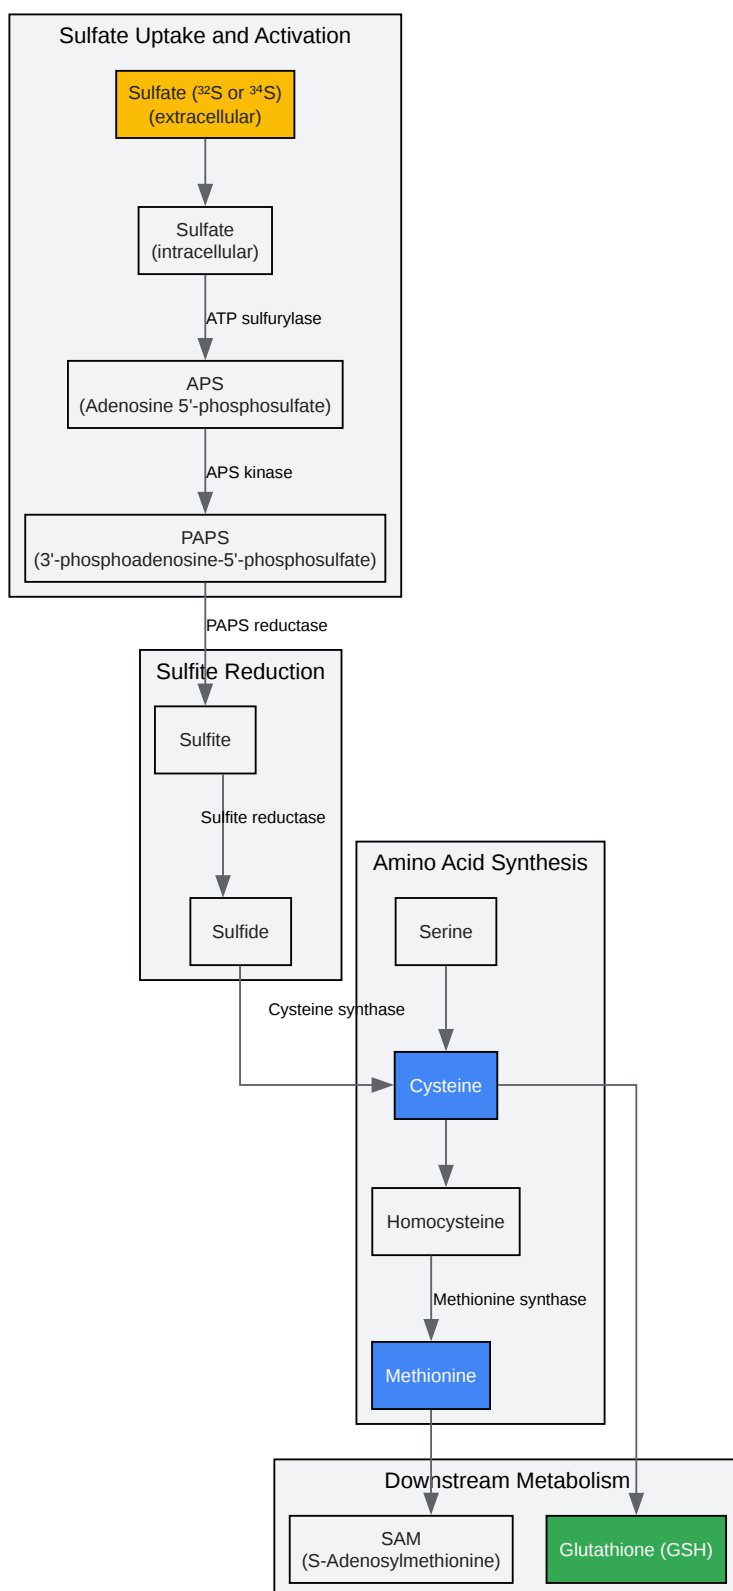 Sulfate Uptake and Activation
Sulfate (³²S or ³⁴S)
(extracellular)
Sulfate
(intracellular)
ATP sulfurylase
APS
(Adenosine 5'-phosphosulfate)
APS kinase
PAPS
(3'-phosphoadenosine-5'-phosphosulfate)
PAPS reductase
Sulfite Reduction
Sulfite
Sulfite reductase
Amino Acid Synthesis
Sulfide
Serine
Cysteine synthase
Cysteine
Homocysteine
Methionine synthase
Methionine
Downstream Metabolism
SAM
(S-Adenosylmethionine)
Glutathione (GSH)